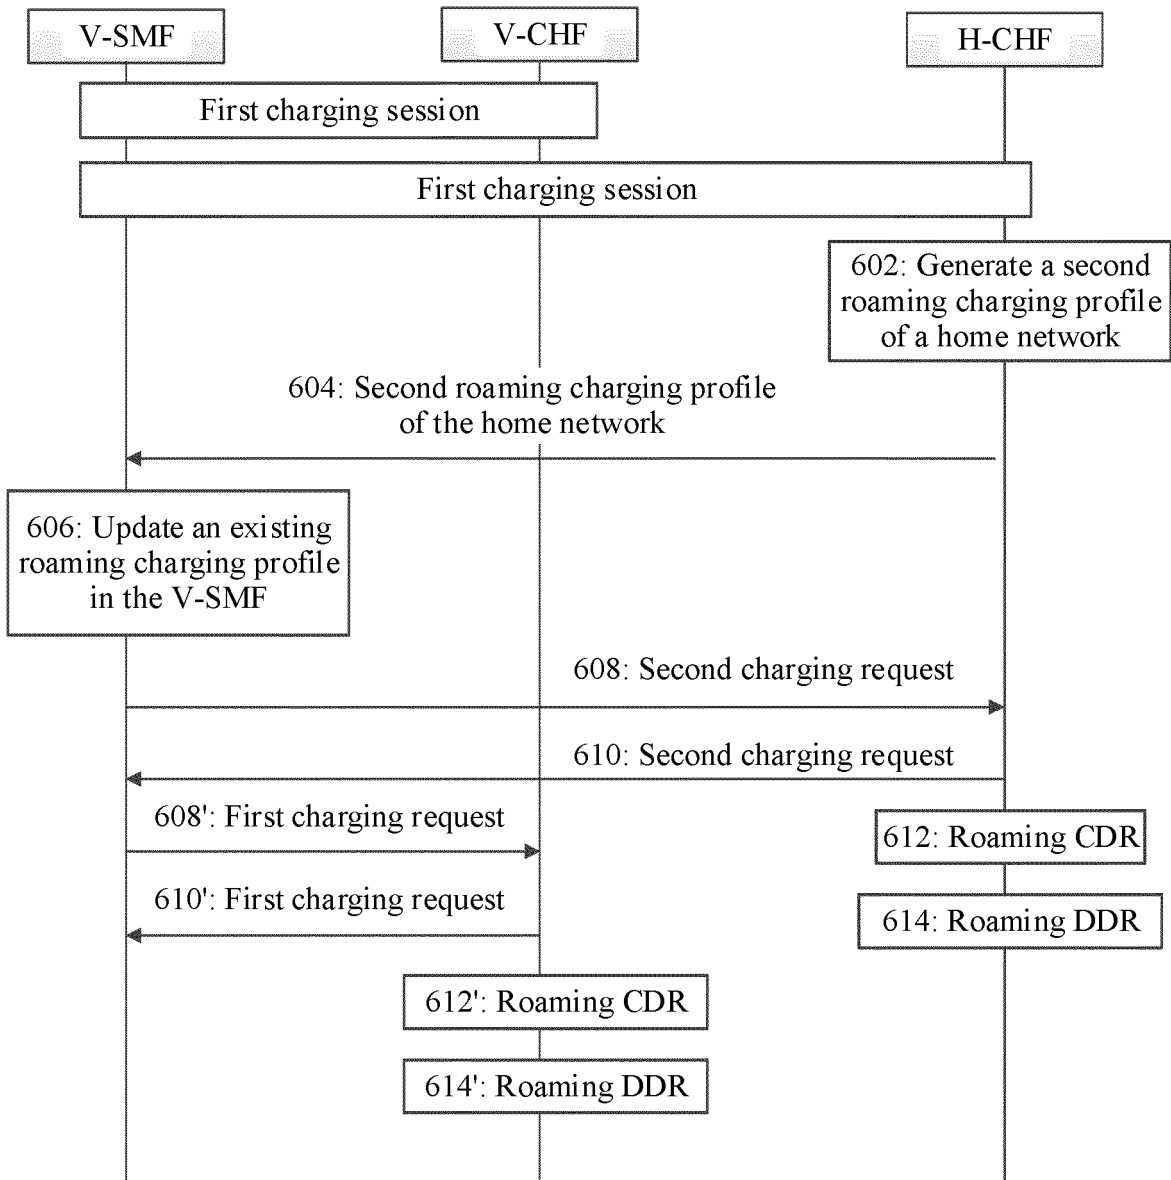 V-SMF
V-CHF
H-CHF
First charging session
First charging session
602: Generate a second
roaming charging profile
of a home network
604: Second roaming charging profile
of the home network
606: Update an existing
roaming charging profile
in the V-SMF
608: Second charging request
610: Second charging request
608': First charging request
612: Roaming CDR
610': First charging request
614: Roaming DDR
612': Roaming CDR
614': Roaming DDR